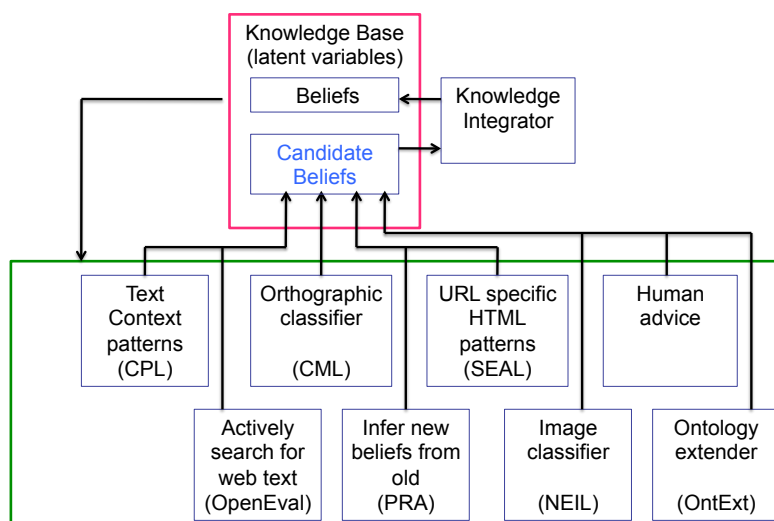 Knowledge Base
(latent variables)
Beliefs
Knowledge
Integrator
Candidate
Beliefs
Text
Context
patterns
(CPL)
Orthographic
classifier
(CML)
URL specific
HTML
patterns
(SEAL)
Human
advice
Actively
search for
web text
(OpenEval)
Infer new
beliefs from
old
(PRA)
Image
classifier
(NEIL)
Ontology
extender
(OntExt)